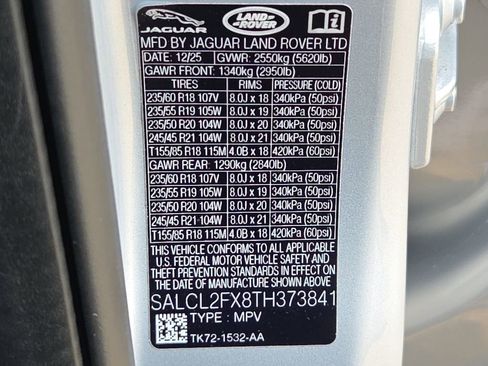 JAGUAR LAND ROVER
MFD BY JAGUAR LAND ROVER LTD
DATE: 12/25 GVWR: 2550kg (5620lb)
GAWR FRONT: 1340kg (2950lb)
TIRES RIMS PRESSURE (COLD)
235/60 R18 107V 8.0J x 18 340kPa (50psi)
235/55 R19 105W 8.0J x 19 340kPa (50psi)
235/50 R20 104W 8.0J x 20 340kPa (50psi)
245/45 R21 104W 8.0J x 21 340kPa (50psi)
T155/85 R18 115M 4.0B x 18 420kPa (60psi)
GAWR REAR: 1290kg (2840lb)
235/60 R18 107V 8.0J x 18 340kPa (50psi)
235/55 R19 105W 8.0J x 19 340kPa (50psi)
235/50 R20 104W 8.0J x 20 340kPa (50psi)
245/45 R21 104W 8.0J x 21 340kPa (50psi)
T155/85 R18 115M 4.0B x 18 420kPa (60psi)
THIS VEHICLE CONFORMS TO ALL APPLICABLE
U.S. FEDERAL MOTOR VEHICLE SAFETY
STANDARDS IN EFFECT ON THE DATE OF
MANUFACTURE SHOWN ABOVE.
SALCL2FX8TH373841
TYPE : MPV
TK72-1532-AA